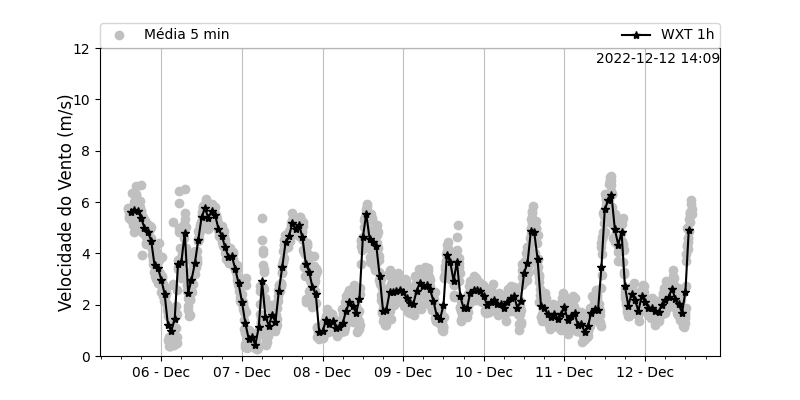 Média 5 min
WXT 1h
2022-12-12 14:09
Velocidade do Vento (m/s)
12
10
8
6
4
2
0
06 - Dec
07 - Dec
08 - Dec
09 - Dec
10 - Dec
11 - Dec
12 - Dec